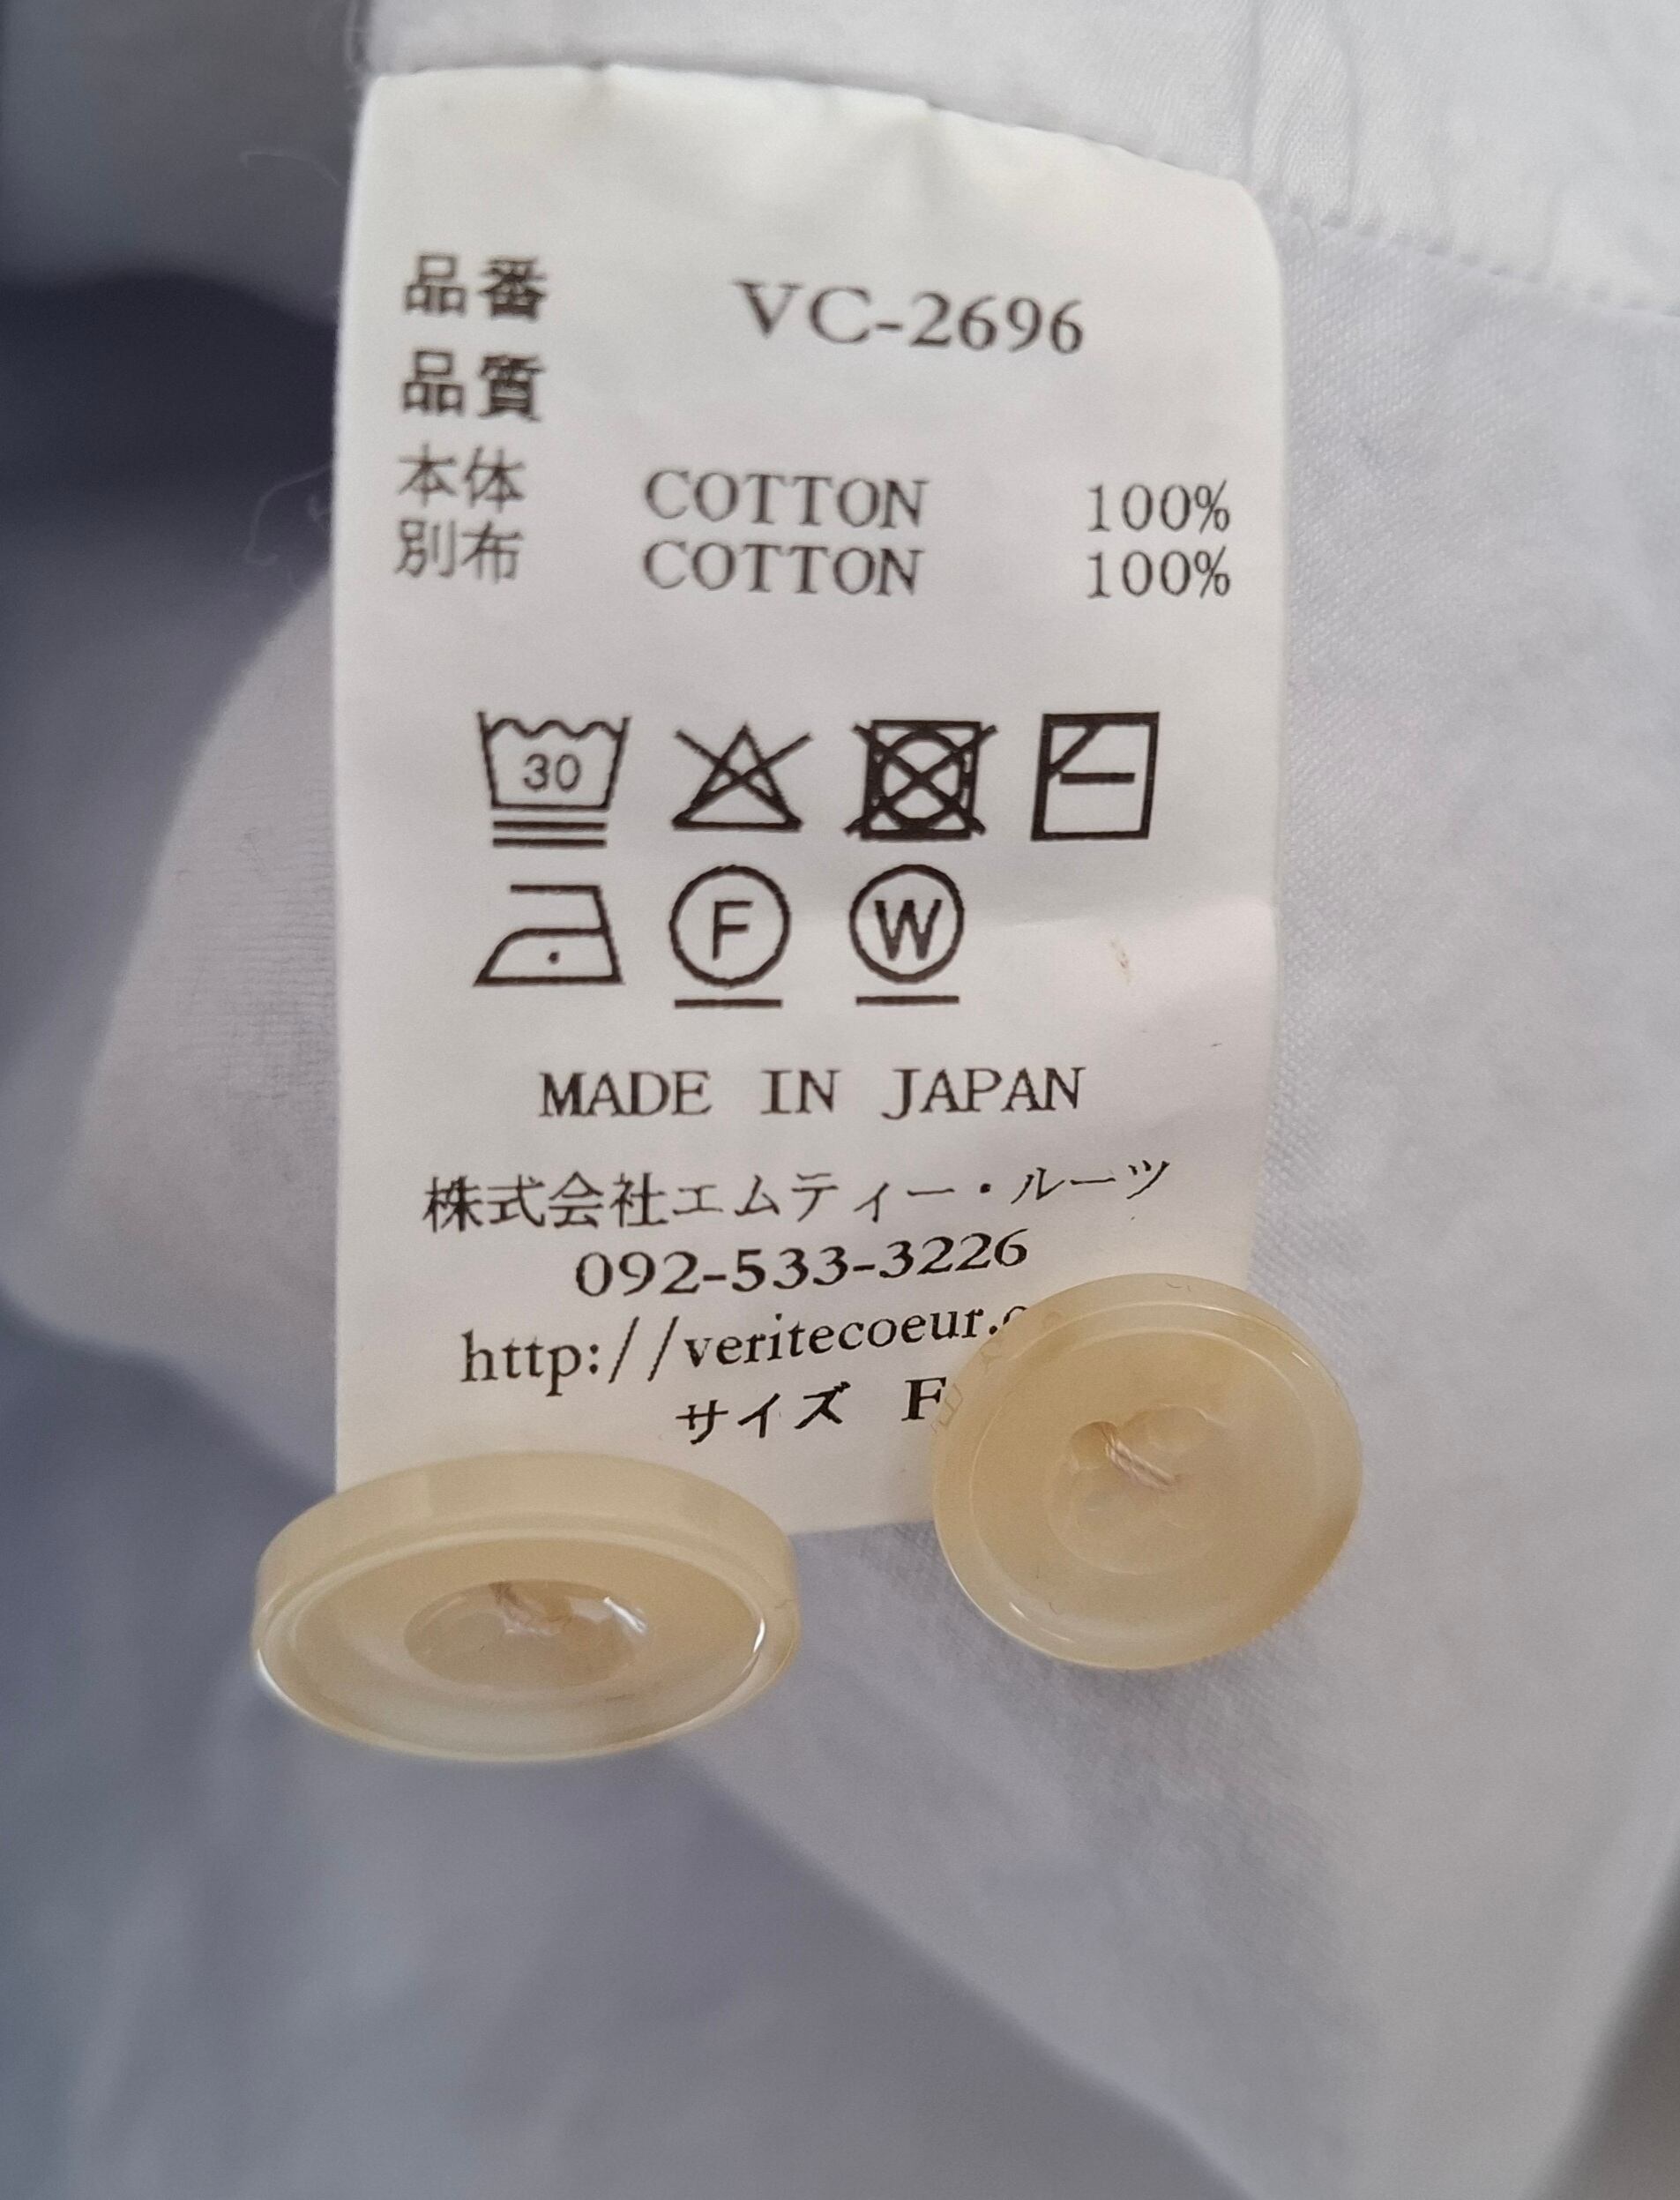 品番 VC-2696
品質
本体 COTTON 100%
別布 COTTON 100%
30
F W
MADE IN JAPAN
株式会社エムティー・ルーツ
092-533-3226
http://veritecoeur.c
サイズ F